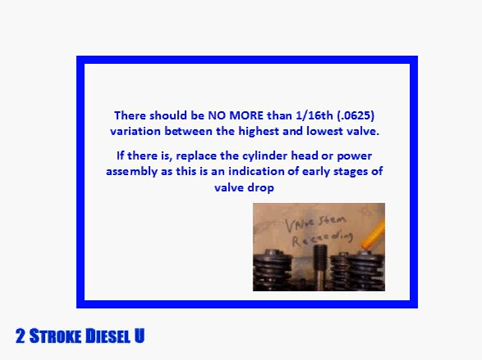 There should be NO MORE than 1/16th (.0625)
variation between the highest and lowest valve.
If there is, replace the cylinder head or power
assembly as this is an indication of early stages of
valve drop
Valve Stem
Receeding
2 STROKE DIESEL U